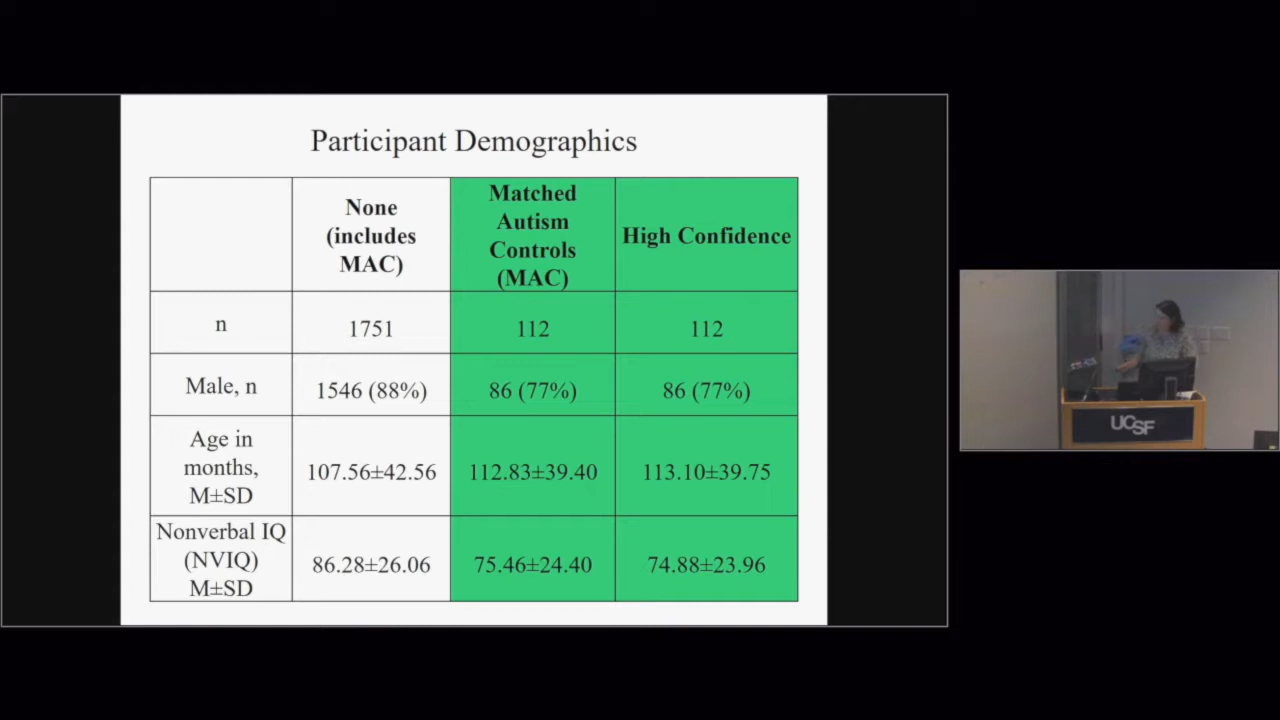 Participant Demographics
None
(includes
MAC)
Matched
Autism
Controls
(MAC)
High Confidence
n
1751
112
112
Male, n
1546 (88%)
86 (77%)
86 (77%)
Age in
months,
M±SD
107.56±42.56
112.83±39.40
113.10±39.75
Nonverbal IQ
(NVIQ)
M±SD
86.28±26.06
75.46±24.40
74.88±23.96
UCSF